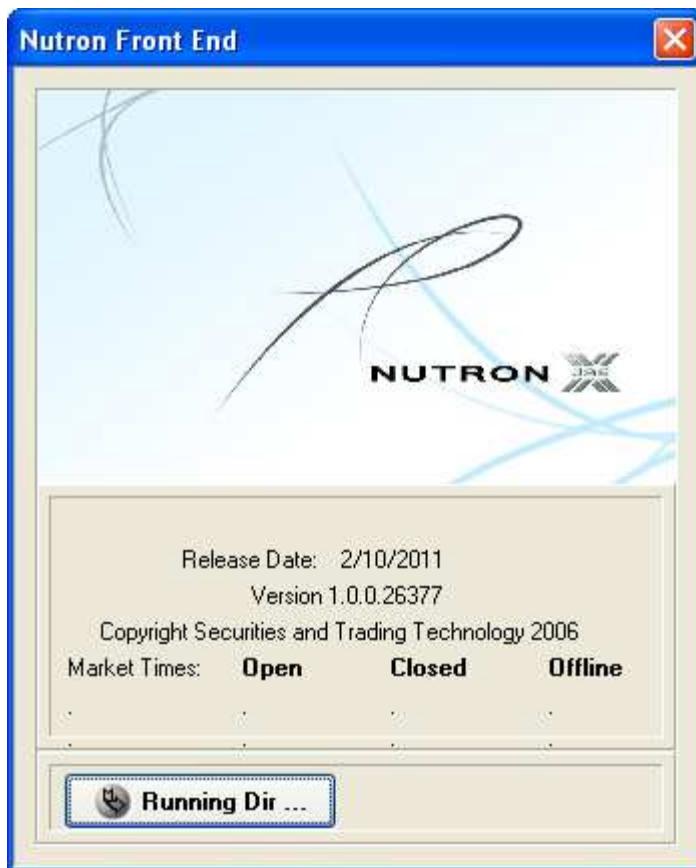 Nutron Front End
NUTRON JSE
Release Date: 2/10/2011
Version 1.0.0.26377
Copyright Securities and Trading Technology 2006
Market Times: Open Closed Offline
. . . .
. . . .
Running Dir ...